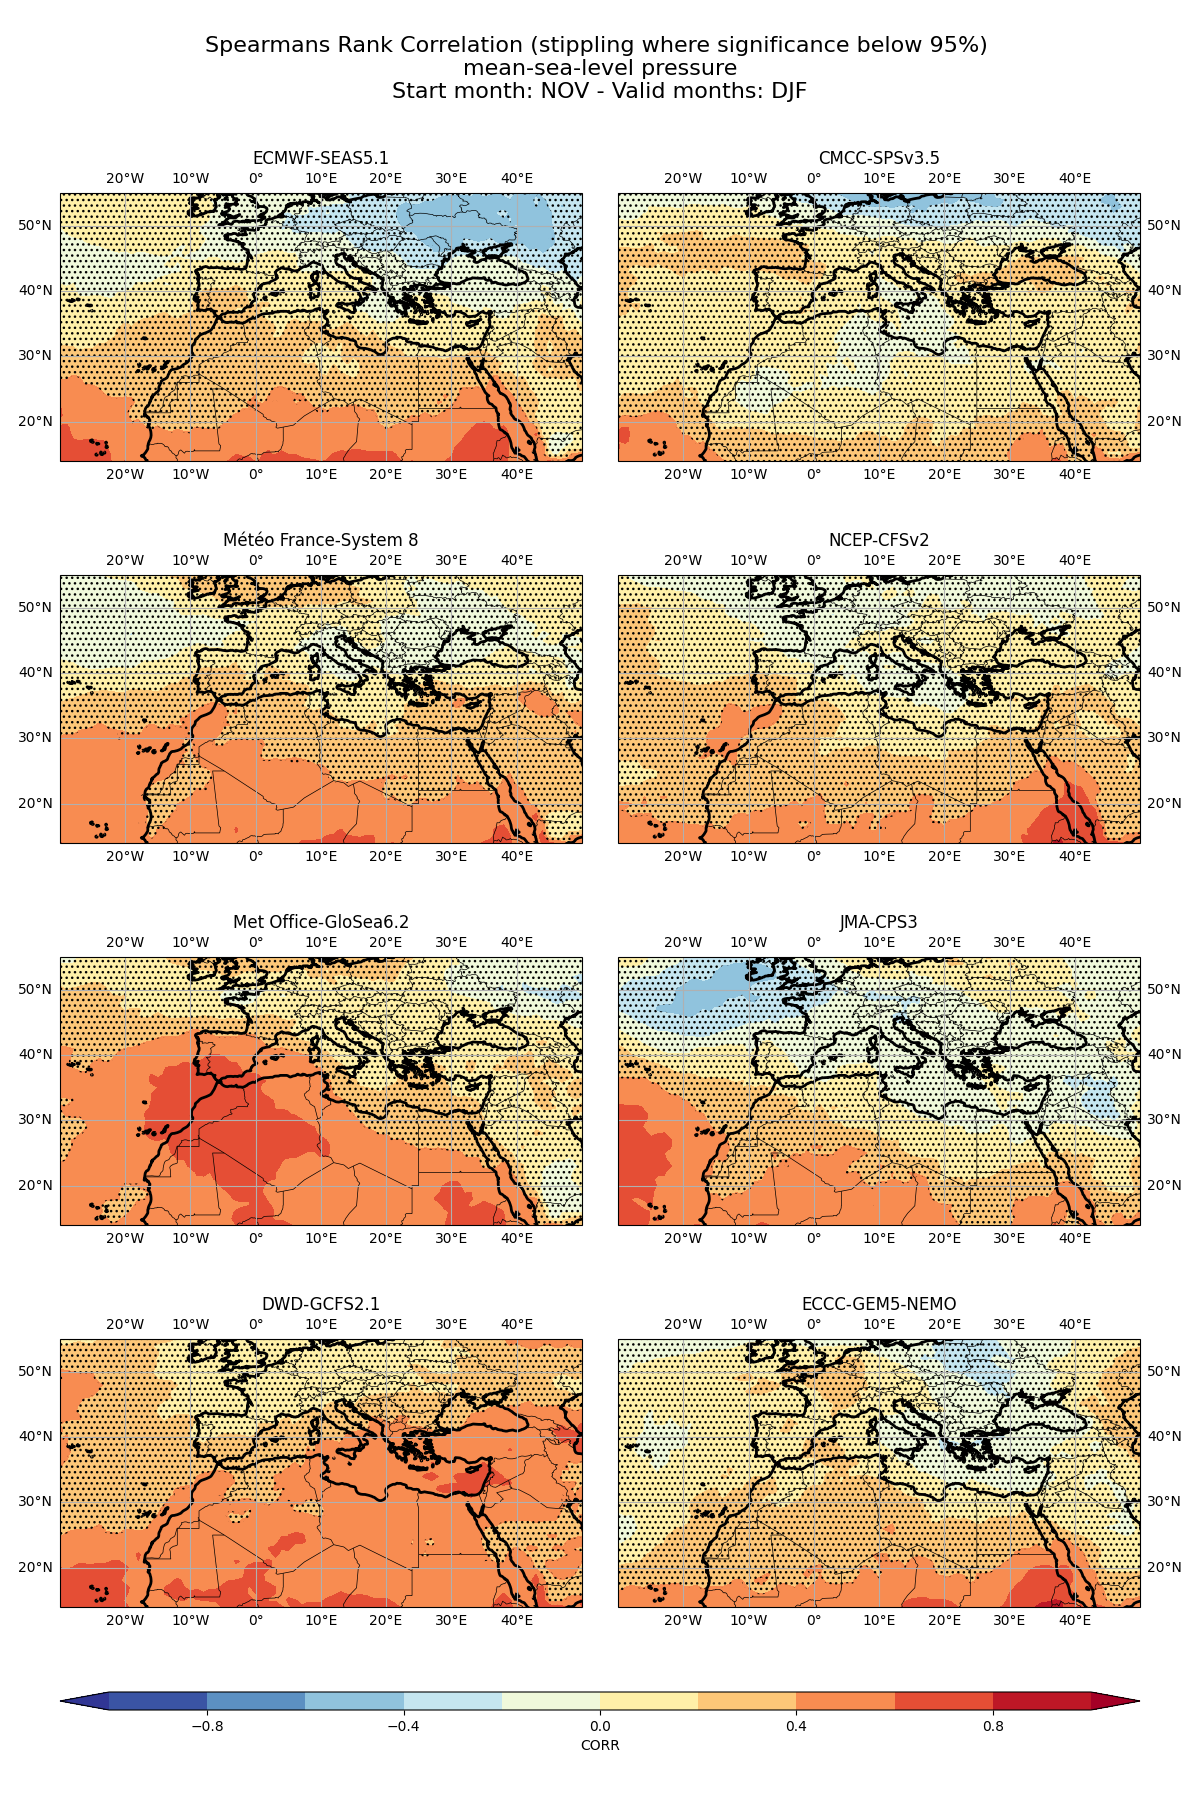 Spearmans Rank Correlation (stippling where significance below 95%)
mean-sea-level pressure
Start month: NOV - Valid months: DJF
ECMWF-SEAS5.1
20°W 10°W 0° 10°E 20°E 30°E 40°E
50°N
40°N
30°N
20°N
20°W 10°W 0° 10°E 20°E 30°E 40°E
CMCC-SPSv3.5
20°W 10°W 0° 10°E 20°E 30°E 40°E
50°N
40°N
30°N
20°N
20°W 10°W 0° 10°E 20°E 30°E 40°E
Météo France-System 8
20°W 10°W 0° 10°E 20°E 30°E 40°E
50°N
40°N
30°N
20°N
20°W 10°W 0° 10°E 20°E 30°E 40°E
NCEP-CFSv2
20°W 10°W 0° 10°E 20°E 30°E 40°E
50°N
40°N
30°N
20°N
20°W 10°W 0° 10°E 20°E 30°E 40°E
Met Office-GloSea6.2
20°W 10°W 0° 10°E 20°E 30°E 40°E
50°N
40°N
30°N
20°N
20°W 10°W 0° 10°E 20°E 30°E 40°E
JMA-CPS3
20°W 10°W 0° 10°E 20°E 30°E 40°E
50°N
40°N
30°N
20°N
20°W 10°W 0° 10°E 20°E 30°E 40°E
DWD-GCFS2.1
20°W 10°W 0° 10°E 20°E 30°E 40°E
50°N
40°N
30°N
20°N
20°W 10°W 0° 10°E 20°E 30°E 40°E
ECCC-GEM5-NEMO
20°W 10°W 0° 10°E 20°E 30°E 40°E
50°N
40°N
30°N
20°N
20°W 10°W 0° 10°E 20°E 30°E 40°E
−0.8 −0.4 0.0 0.4 0.8
CORR